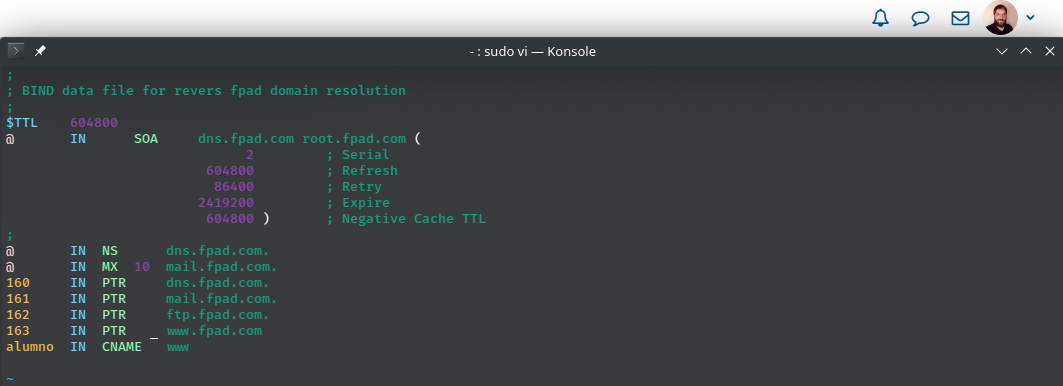 - : sudo vi — Konsole
;
; BIND data file for revers fpad domain resolution
;
$TTL    604800
@       IN      SOA     dns.fpad.com root.fpad.com (
                              2         ; Serial
                         604800         ; Refresh
                          86400         ; Retry
                        2419200         ; Expire
                         604800 )       ; Negative Cache TTL
;
@       IN  NS      dns.fpad.com.
@       IN  MX  10  mail.fpad.com.
160     IN  PTR     dns.fpad.com.
161     IN  PTR     mail.fpad.com.
162     IN  PTR     ftp.fpad.com.
163     IN  PTR     www.fpad.com
alumno  IN  CNAME   www
~